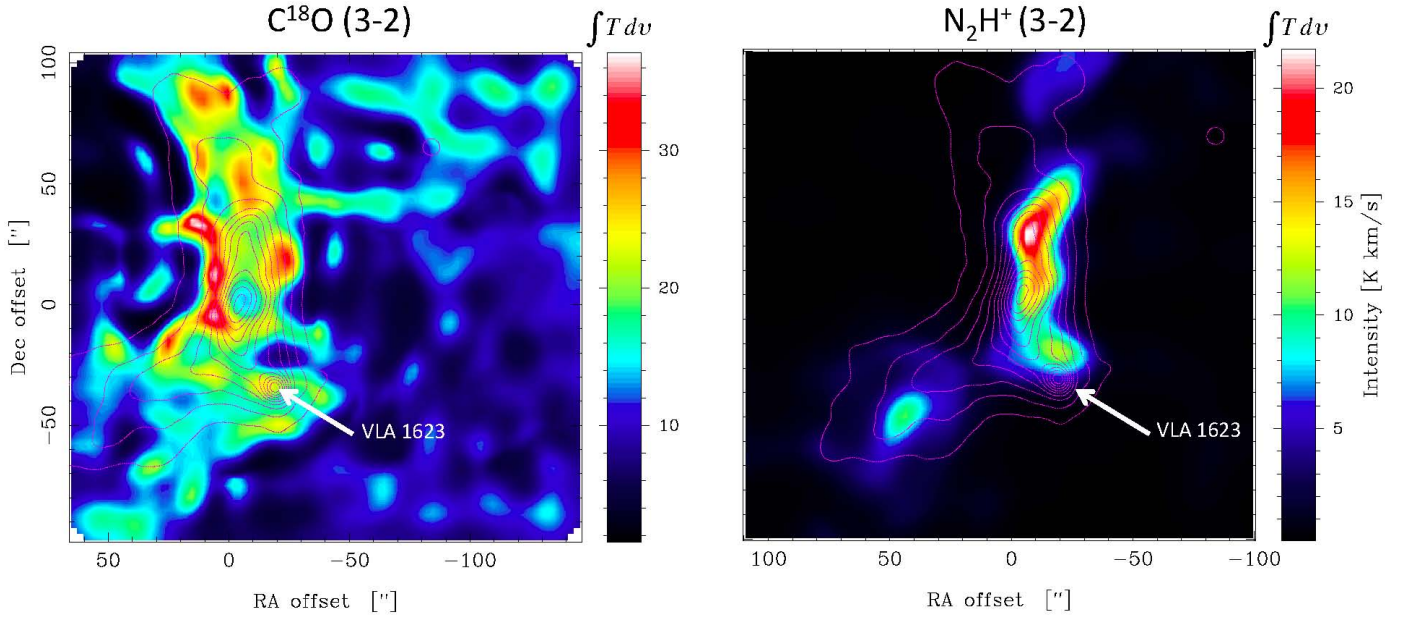 C¹⁸O (3-2)
∫T dv
100
50
0
−50
Dec offset ["]
50
0
−50
−100
RA offset ["]
30
20
10
VLA 1623
N₂H⁺ (3-2)
∫T dv
100
50
0
−50
−100
RA offset ["]
20
15
10
5
Intensity [K km/s]
VLA 1623